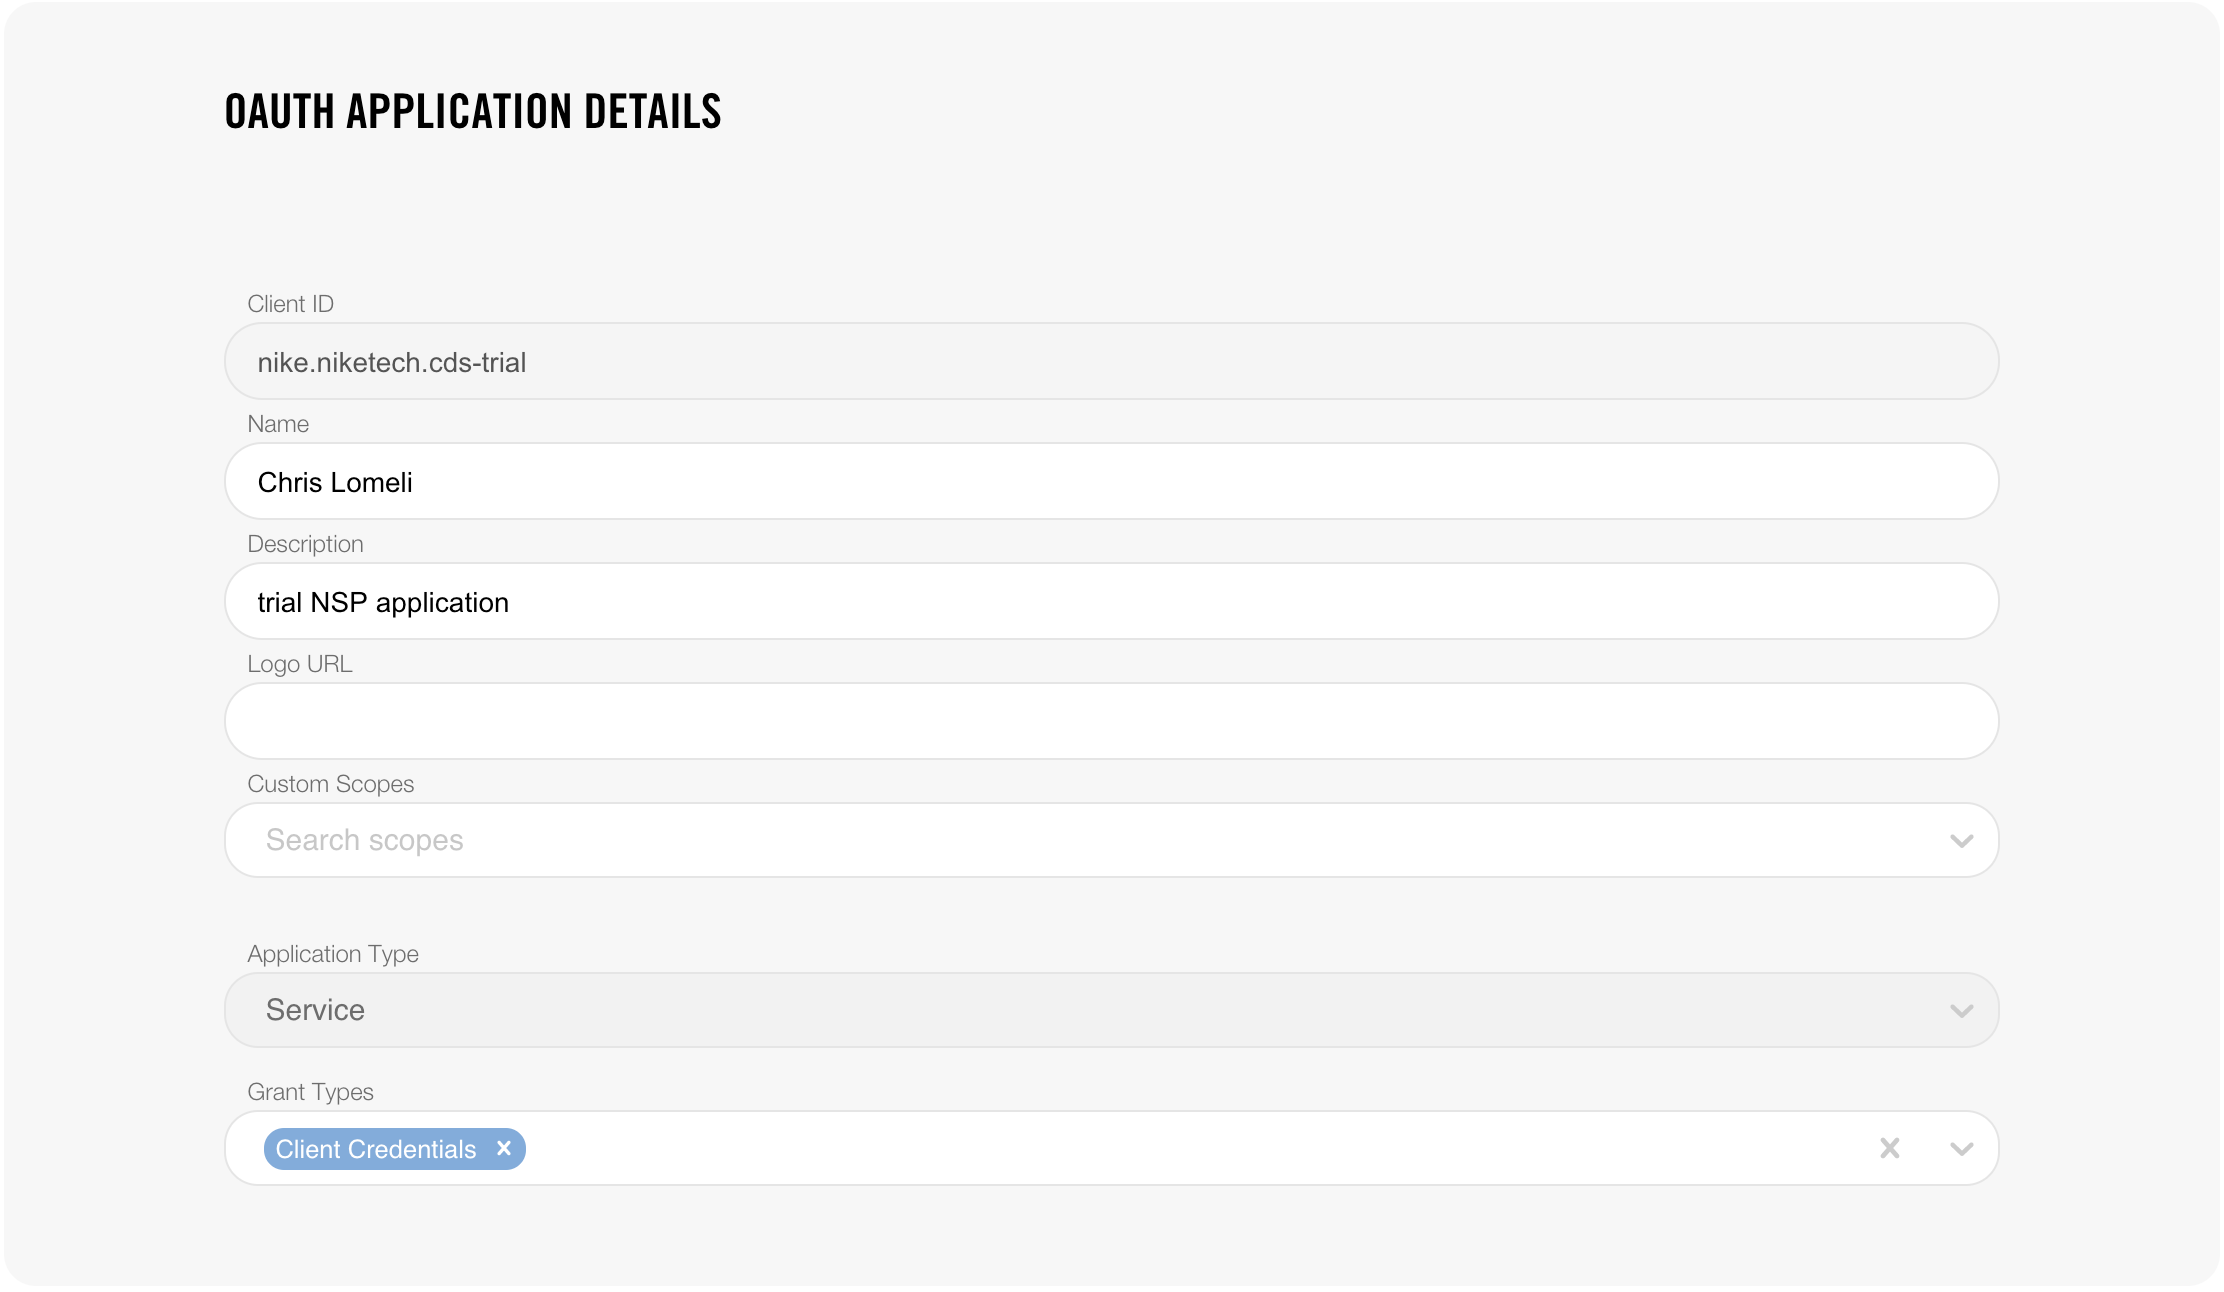 OAUTH APPLICATION DETAILS
Client ID
nike.niketech.cds-trial
Name
Chris Lomeli
Description
trial NSP application
Logo URL
Custom Scopes
Search scopes
Application Type
Service
Grant Types
Client Credentials